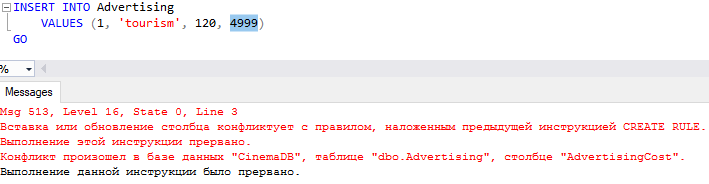 INSERT INTO Advertising
VALUES (1, 'tourism', 120, 4999)
GO
%
Messages
Msg 513, Level 16, State 0, Line 3
Вставка или обновление столбца конфликтует с правилом, наложенным предыдущей инструкцией CREATE RULE.
Выполнение этой инструкции прервано.
Конфликт произошел в базе данных "CinemaDB", таблице "dbo.Advertising", столбце "AdvertisingCost".
Выполнение данной инструкции было прервано.